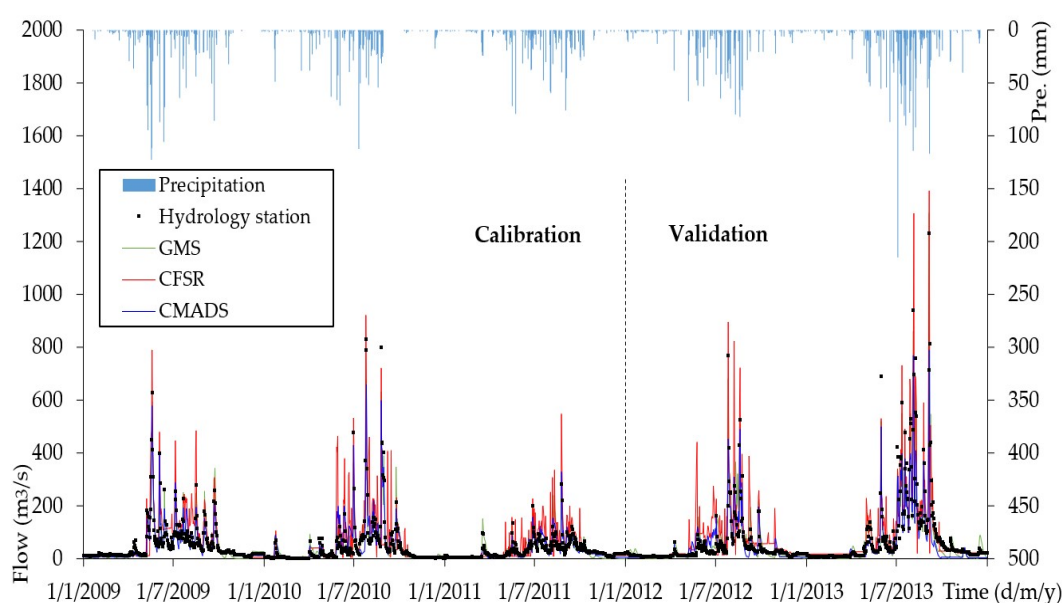 2000
1800
1600
1400
1200
1000
800
600
400
200
0
Flow (m3/s)
0
50
100
150
200
250
300
350
400
450
500
Pre. (mm)
Precipitation
Hydrology station
GMS
CFSR
CMADS
Calibration
Validation
1/1/2009 1/7/2009 1/1/2010 1/7/2010 1/1/2011 1/7/2011 1/1/2012 1/7/2012 1/1/2013 1/7/2013 Time (d/m/y)